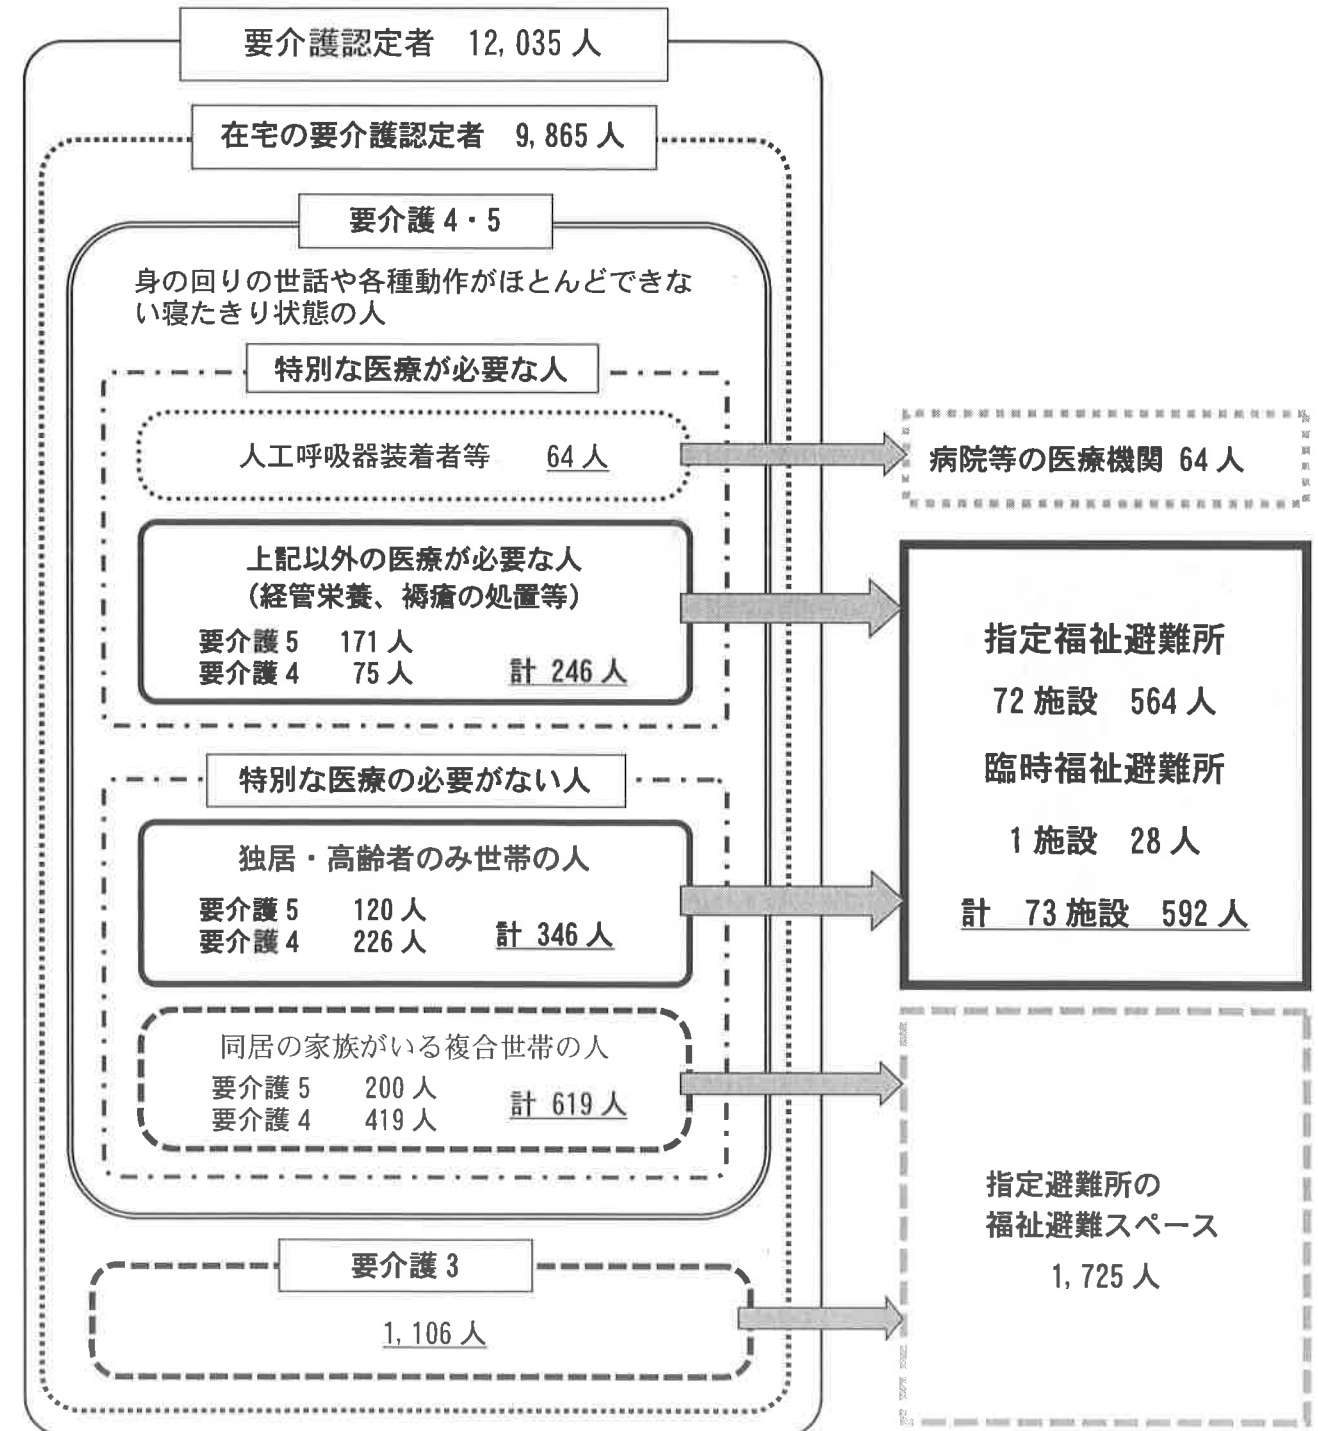 要介護認定者　12,035人
在宅の要介護認定者　9,865人
要介護4・5
身の回りの世話や各種動作がほとんどできな
い寝たきり状態の人
特別な医療が必要な人
人工呼吸器装着者等　64人
病院等の医療機関 64人
上記以外の医療が必要な人
（経管栄養、褥瘡の処置等）
要介護5　171人
要介護4　75人　計 246人
指定福祉避難所
72施設　564人
臨時福祉避難所
1施設　28人
計　73施設　592人
特別な医療の必要がない人
独居・高齢者のみ世帯の人
要介護5　120人
要介護4　226人　計 346人
同居の家族がいる複合世帯の人
要介護5　200人
要介護4　419人　計 619人
指定避難所の
福祉避難スペース
1,725人
要介護3
1,106人